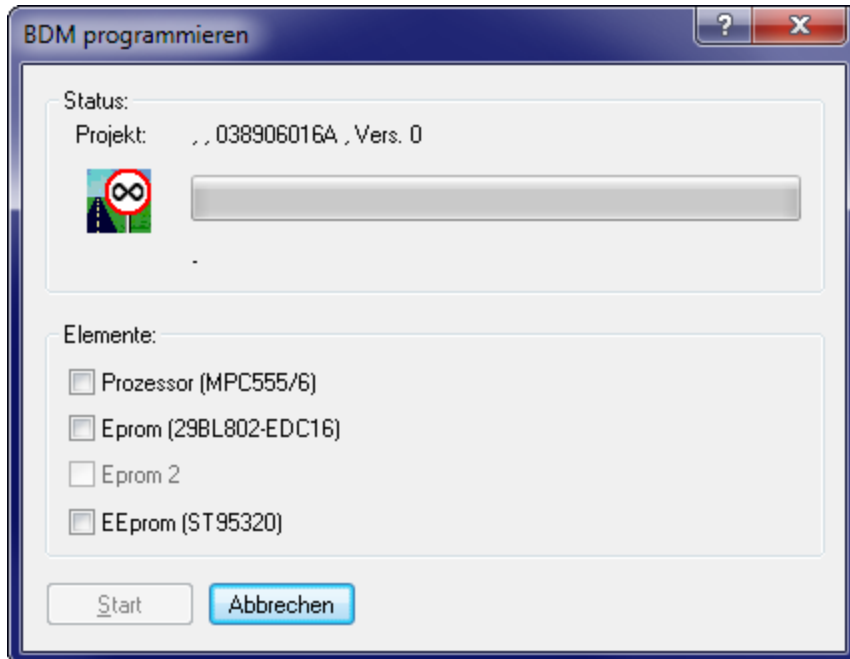 BDM programmieren
Status:
Projekt: , , 038906016A , Vers. 0
-
Elemente:
Prozessor (MPC555/6)
Eprom (29BL802-EDC16)
Eprom 2
EEprom (ST95320)
Start Abbrechen